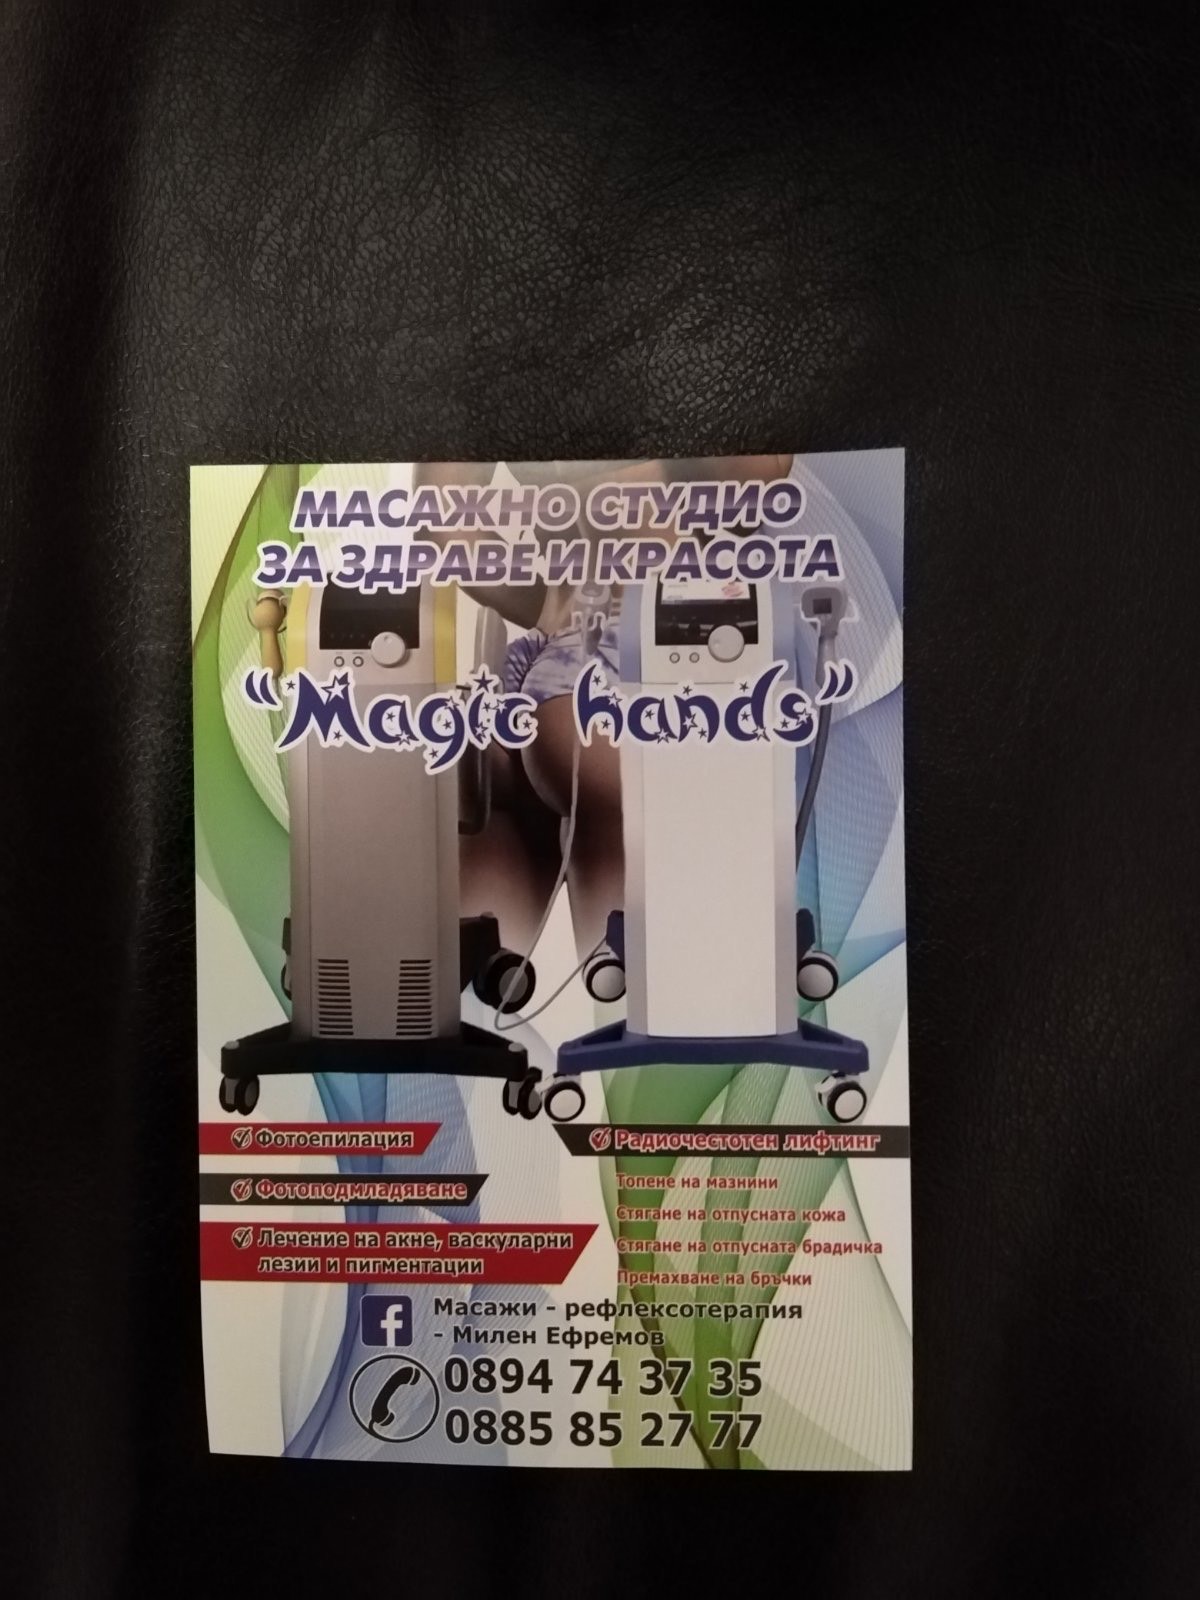 МАСАЖНО СТУДИО
ЗА ЗДРАВЕ И КРАСОТА
"Magic hands"
Фотоепилация
Фотоподмладяване
Лечение на акне, васкуларни
лезии и пигментации
Радиочестотен лифтинг
Топене на мазнини
Стягане на отпусната кожа
Стягане на отпусната брадичка
Премахване на бръчки
f Масажи - рефлексотерапия
- Милен Ефремов
0894 74 37 35
0885 85 27 77